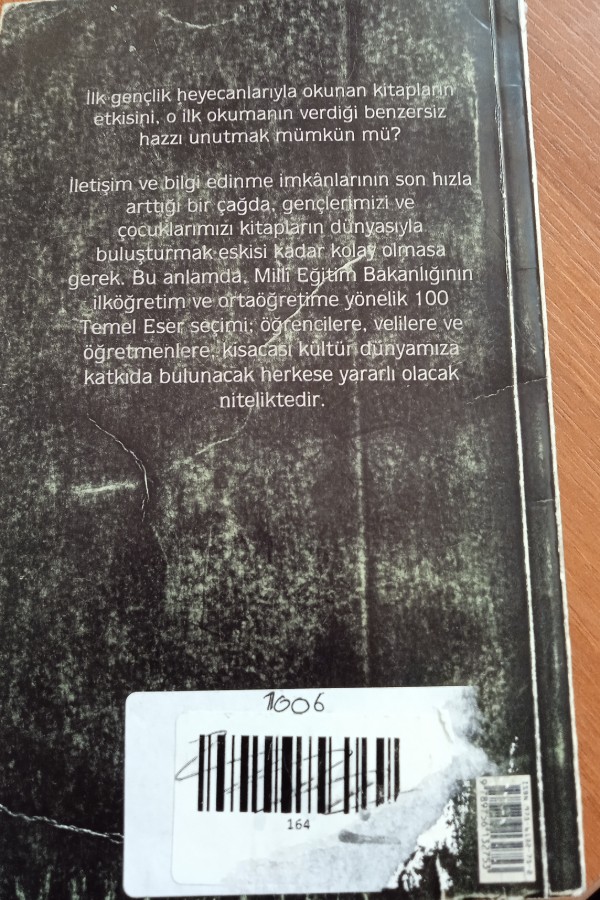 İlk gençlik heyecanlarıyla okunan kitapların
etkisini, o ilk okumanın verdiği benzersiz
hazzı unutmak mümkün mü?
İletişim ve bilgi edinme imkânlarının son hızla
arttığı bir çağda, gençlerimizi ve
çocuklarımızı kitapların dünyasıyla
buluşturmak eskisi kadar kolay olmasa
gerek. Bu anlamda, Millî Eğitim Bakanlığının
ilköğretim ve ortaöğretime yönelik 100
Temel Eser seçimi; öğrencilere, velilere ve
öğretmenlere, kısacası kültür dünyamıza
katkıda bulunacak herkese yararlı olacak
niteliktedir.
1006
164